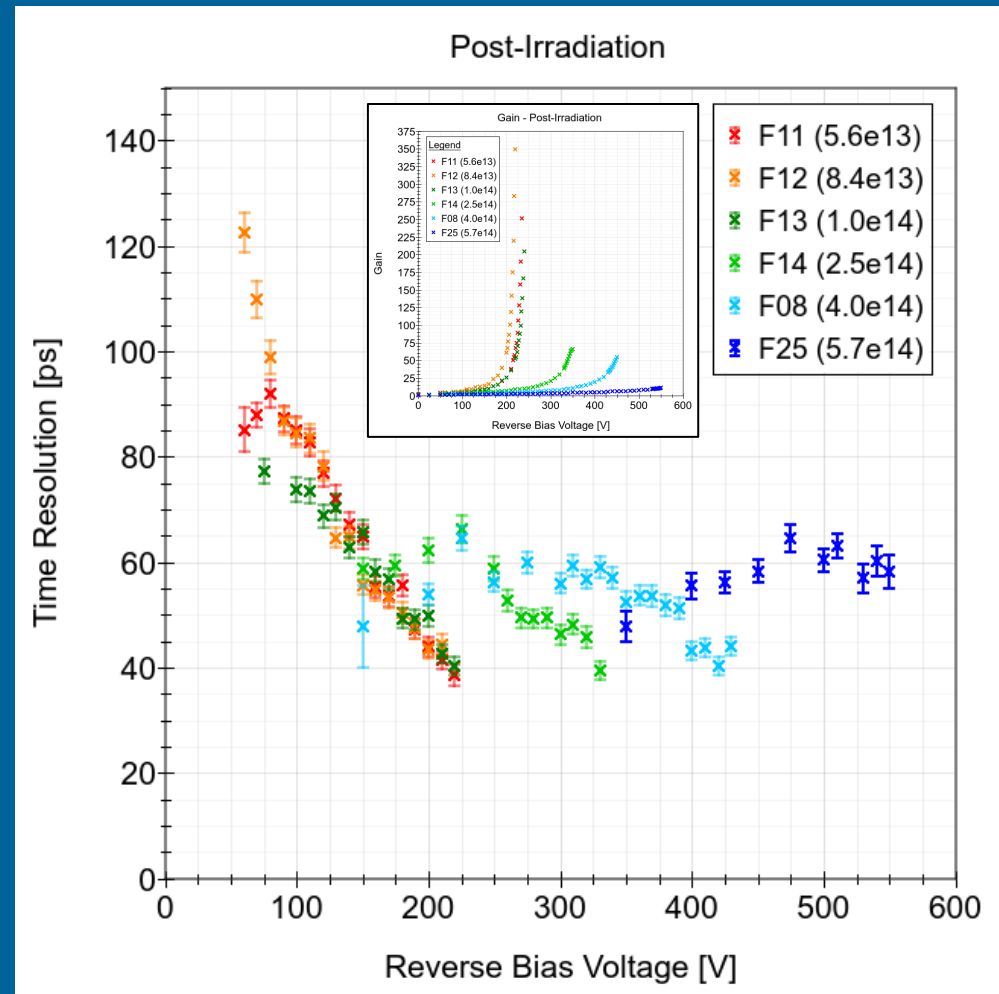 Post-Irradiation
Time Resolution [ps]
140
120
100
80
60
40
20
0
0 100 200 300 400 500 600
Reverse Bias Voltage [V]
F11 (5.6e13)
F12 (8.4e13)
F13 (1.0e14)
F14 (2.5e14)
F08 (4.0e14)
F25 (5.7e14)
Gain - Post-Irradiation
Gain
375
350
325
300
275
250
225
200
175
150
125
100
75
50
25
0
Legend
F11 (5.6e13)
F12 (8.4e13)
F13 (1.0e14)
F14 (2.5e14)
F08 (4.0e14)
F25 (5.7e14)
0 100 200 300 400 500 600
Reverse Bias Voltage [V]